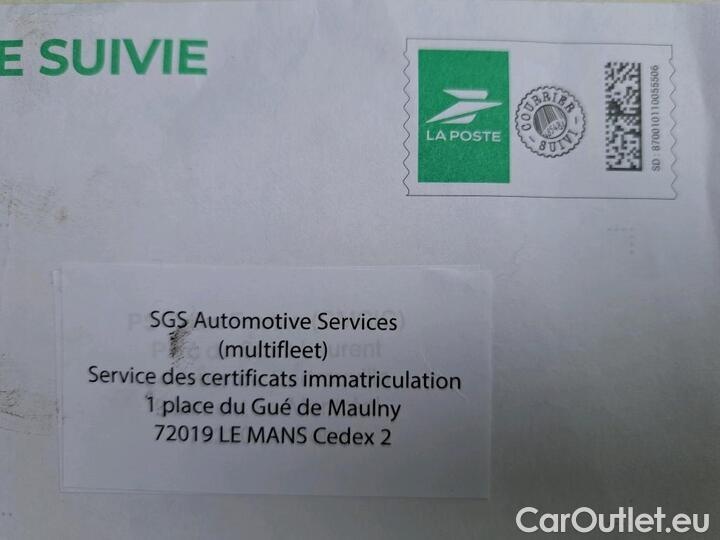 E SUIVIE
LA POSTE
COURRIER
SUIVI
SD : 870010110055506
SGS Automotive Services
(multifleet)
Service des certificats immatriculation
1 place du Gué de Maulny
72019 LE MANS Cedex 2
CarOutlet.eu